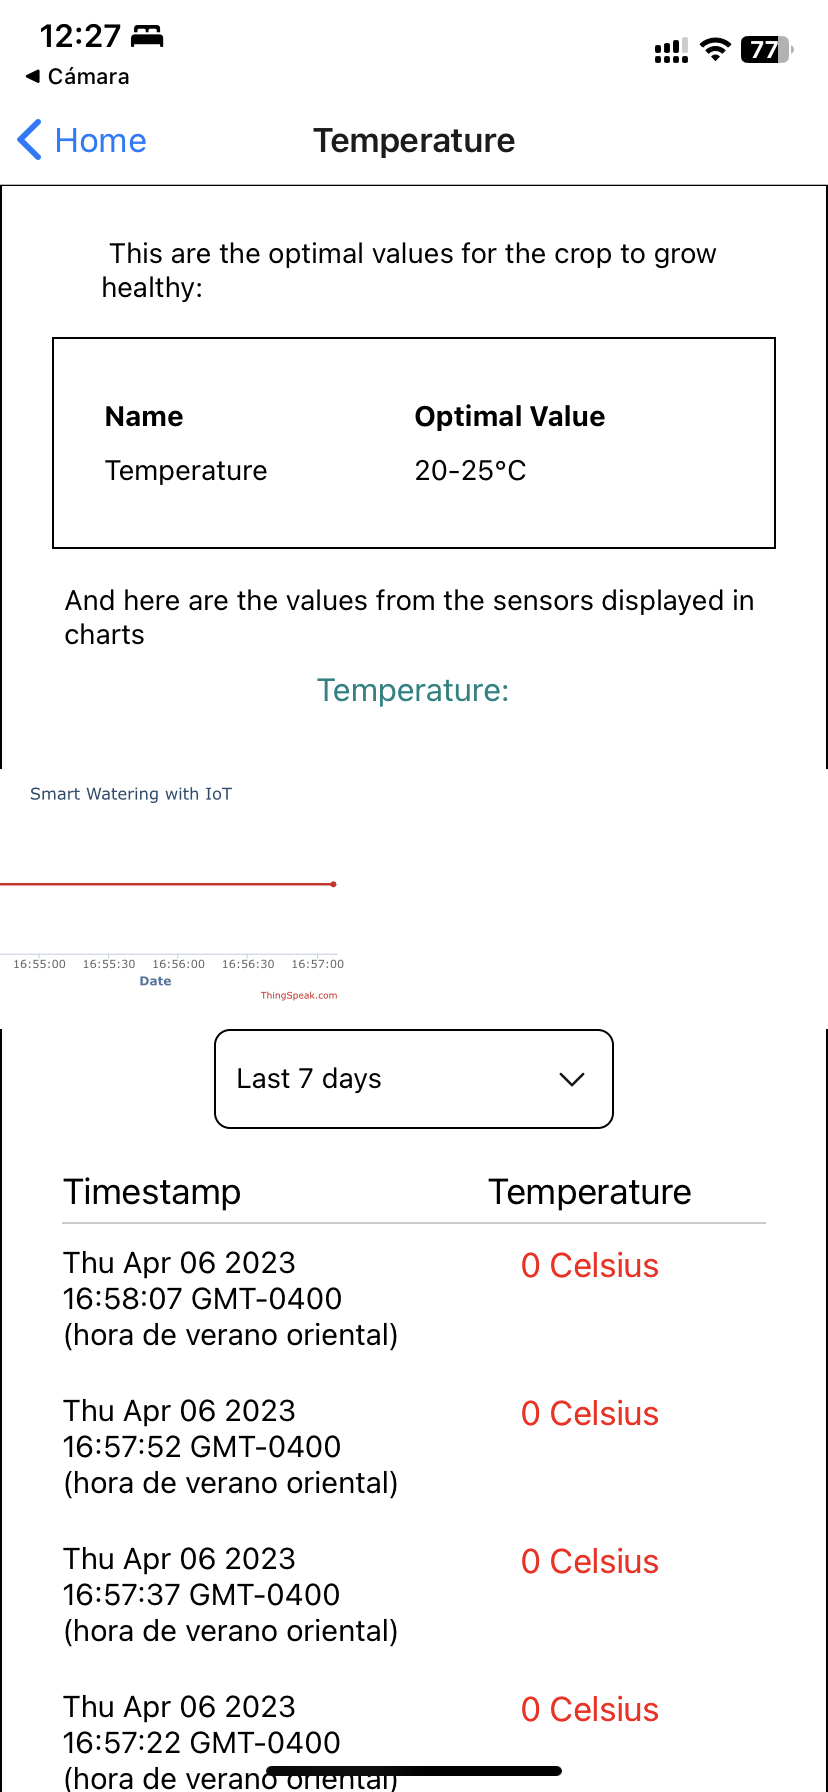 12:27
77
Cámara
Home
Temperature
This are the optimal values for the crop to grow
healthy:
Name Optimal Value
Temperature 20-25°C
And here are the values from the sensors displayed in
charts
Temperature:
Smart Watering with IoT
16:55:00 16:55:30 16:56:00 16:56:30 16:57:00
Date
ThingSpeak.com
Last 7 days
Timestamp Temperature
Thu Apr 06 2023 0 Celsius
16:58:07 GMT-0400
(hora de verano oriental)
Thu Apr 06 2023 0 Celsius
16:57:52 GMT-0400
(hora de verano oriental)
Thu Apr 06 2023 0 Celsius
16:57:37 GMT-0400
(hora de verano oriental)
Thu Apr 06 2023 0 Celsius
16:57:22 GMT-0400
(hora de verano oriental)